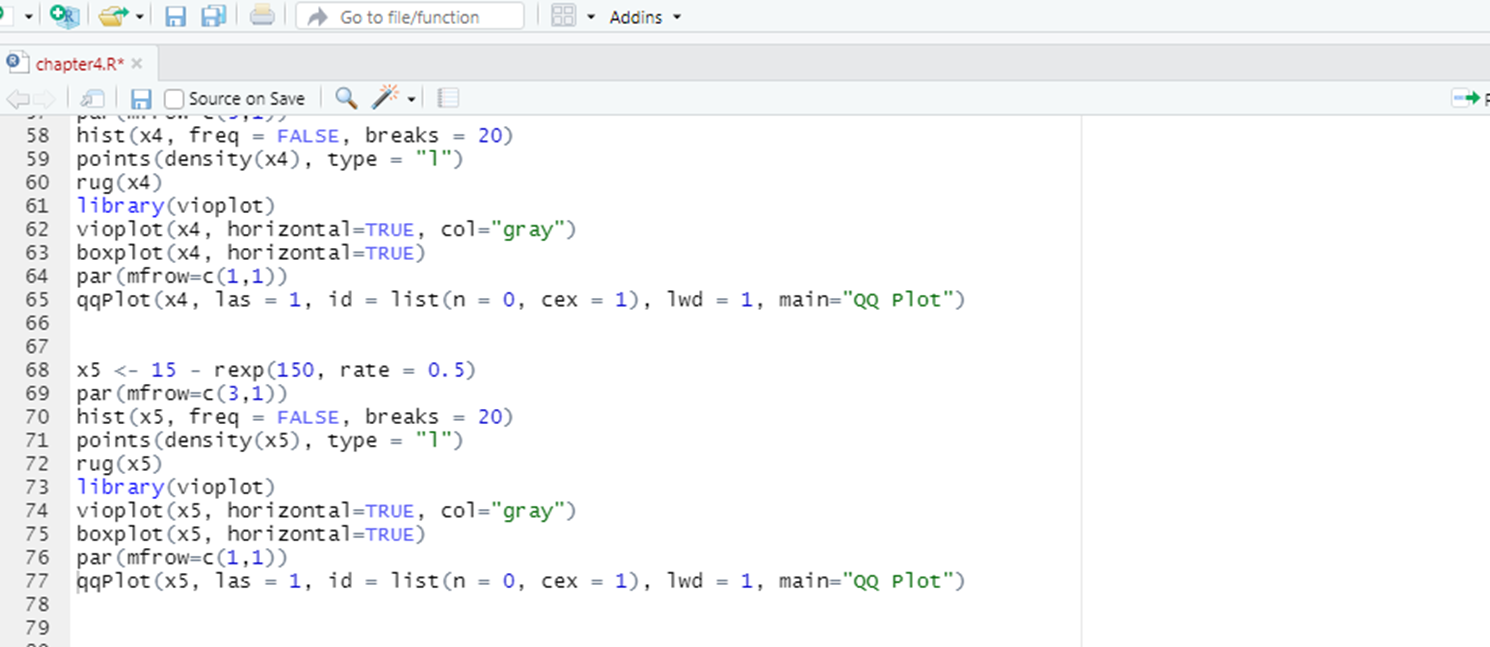 Go to file/function
Addins
chapter4.R*
Source on Save
58 hist(x4, freq = FALSE, breaks = 20)
59 points(density(x4), type = "l")
60 rug(x4)
61 library(vioplot)
62 vioplot(x4, horizontal=TRUE, col="gray")
63 boxplot(x4, horizontal=TRUE)
64 par(mfrow=c(1,1))
65 qqPlot(x4, las = 1, id = list(n = 0, cex = 1), lwd = 1, main="QQ Plot")
66
67
68 x5 <- 15 - rexp(150, rate = 0.5)
69 par(mfrow=c(3,1))
70 hist(x5, freq = FALSE, breaks = 20)
71 points(density(x5), type = "l")
72 rug(x5)
73 library(vioplot)
74 vioplot(x5, horizontal=TRUE, col="gray")
75 boxplot(x5, horizontal=TRUE)
76 par(mfrow=c(1,1))
77 qqPlot(x5, las = 1, id = list(n = 0, cex = 1), lwd = 1, main="QQ Plot")
78
79